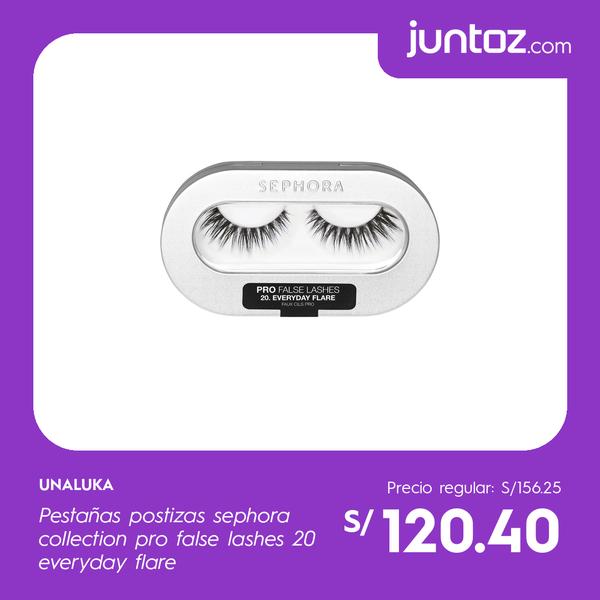 juntoz.com
SEPHORA
PRO FALSE LASHES
20. EVERYDAY FLARE
FAUX CILS PRO
UNALUKA
Pestañas postizas sephora
collection pro false lashes 20
everyday flare
Precio regular: S/156.25
S/120.40